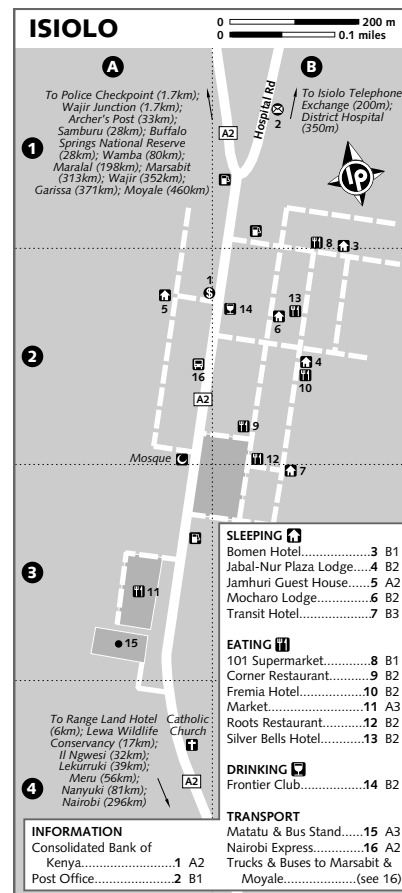 ISIOLO
0 200 m
0 0.1 miles
A
B
To Police Checkpoint (1.7km);
Wajir Junction (1.7km);
Archer's Post (33km);
Samburu (28km); Buffalo
Springs National Reserve
(28km); Wamba (80km);
Maralal (198km); Marsabit
(313km); Wajir (352km);
Garissa (371km); Moyale (460km)
A2
Hospital Rd
2
To Isiolo Telephone
Exchange (200m);
District Hospital
(350m)
lp
1
8
3
1
$
5
14
13
6
2
16
4
10
A2
9
Mosque
12
7
3
11
15
SLEEPING
Bomen Hotel...................3 B1
Jabal-Nur Plaza Lodge.....4 B2
Jamhuri Guest House......5 A2
Mocharo Lodge..............6 B2
Transit Hotel...................7 B3
EATING
101 Supermarket............8 B1
Corner Restaurant...........9 B2
Fremia Hotel.................10 B2
Market..........................11 A3
Roots Restaurant...........12 B2
Silver Bells Hotel...........13 B2
DRINKING
Frontier Club.................14 B2
TRANSPORT
Matatu & Bus Stand......15 A3
Nairobi Express.............16 A2
Trucks & Buses to Marsabit &
Moyale....................(see 16)
To Range Land Hotel
(6km); Lewa Wildlife
Conservancy (17km);
Il Ngwesi (32km);
Lekurruki (39km);
Meru (56km);
Nanyuki (81km);
Nairobi (296km)
Catholic
Church
A2
4
INFORMATION
Consolidated Bank of
Kenya...........................1 A2
Post Office......................2 B1